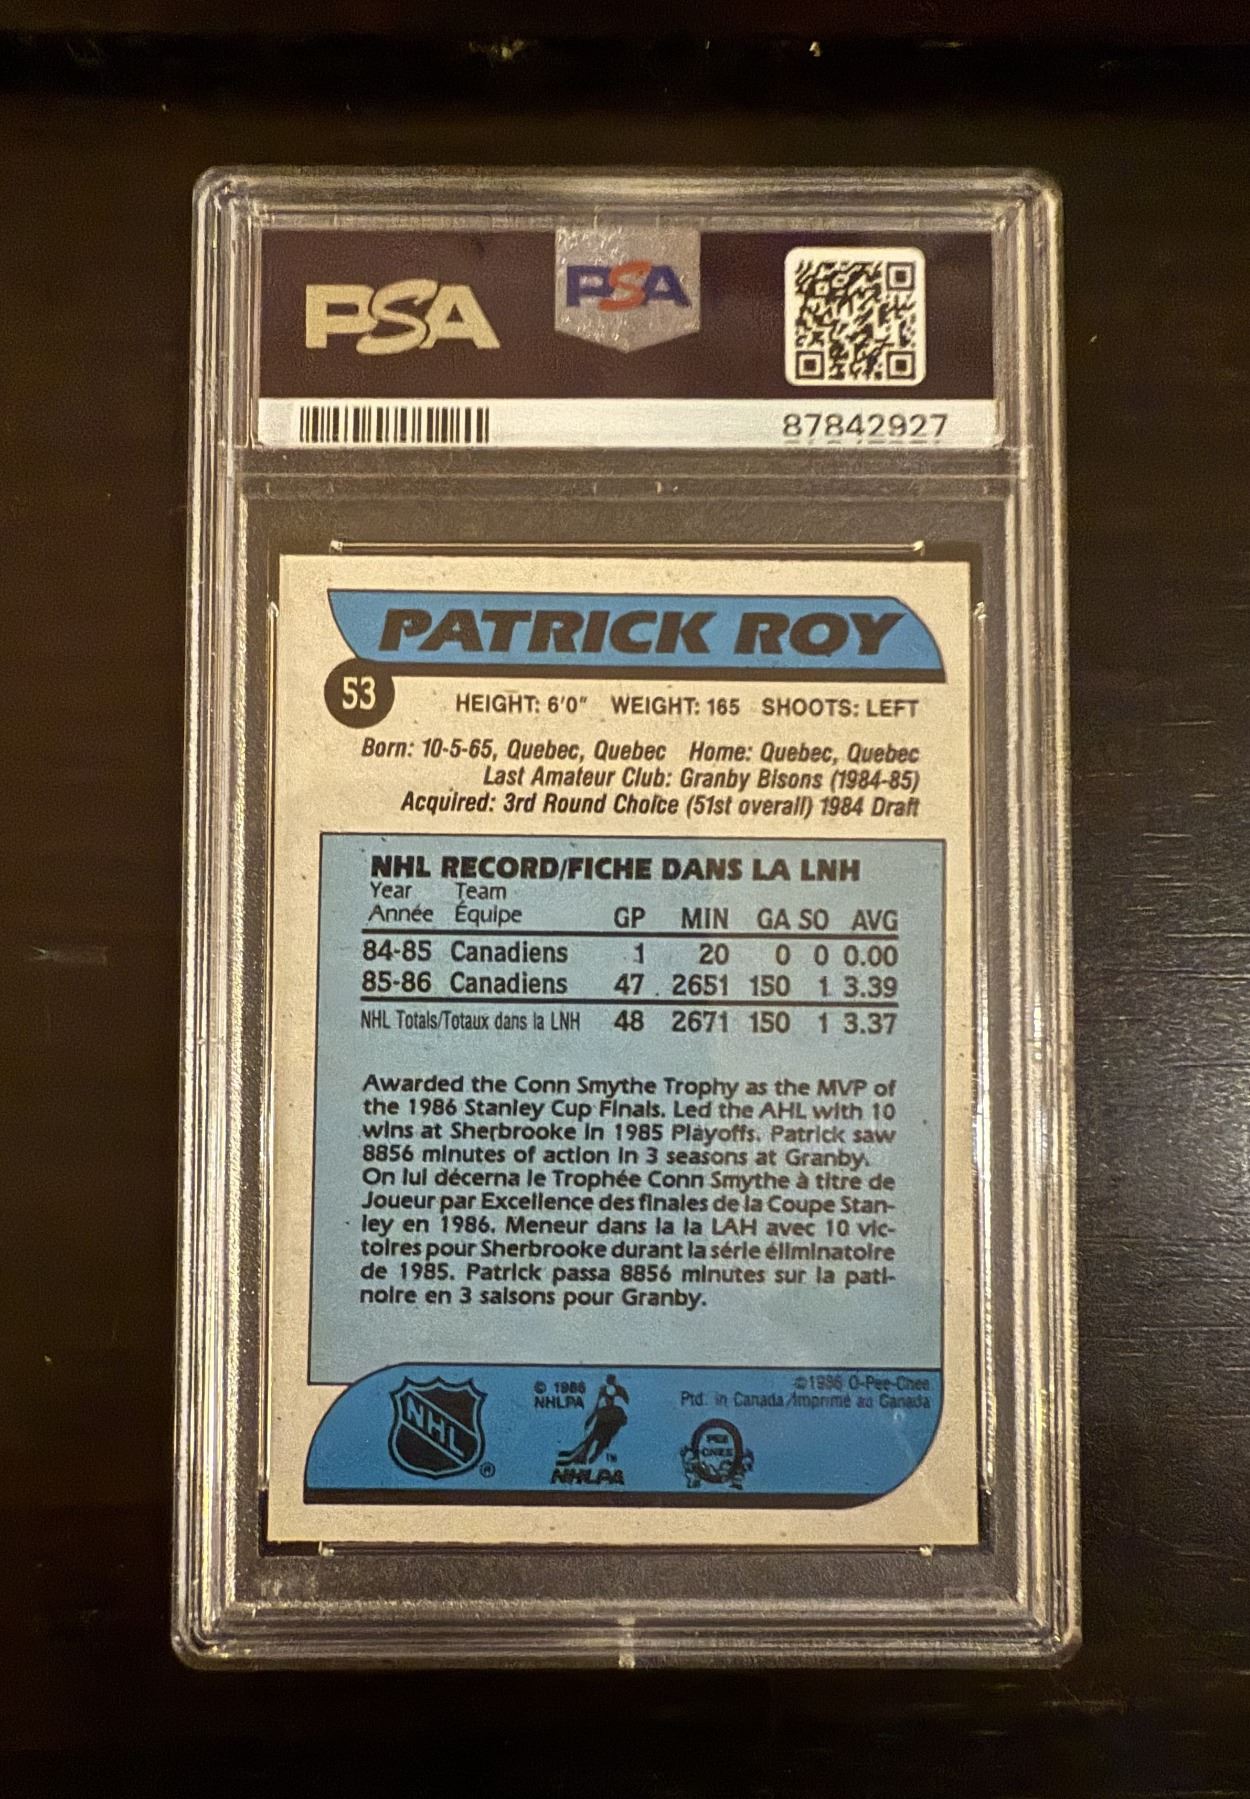 PSA
PSA
87842927
PATRICK ROY
53
HEIGHT: 6'0" WEIGHT: 165 SHOOTS: LEFT
Born: 10-5-65, Quebec, Quebec Home: Quebec, Quebec
Last Amateur Club: Granby Bisons (1984-85)
Acquired: 3rd Round Choice (51st overall) 1984 Draft
NHL RECORD/FICHE DANS LA LNH
Year Team
Année Équipe GP MIN GA SO AVG
84-85 Canadiens 1 20 0 0 0.00
85-86 Canadiens 47 2651 150 1 3.39
NHL Totals/Totaux dans la LNH 48 2671 150 1 3.37
Awarded the Conn Smythe Trophy as the MVP of
the 1986 Stanley Cup Finals. Led the AHL with 10
wins at Sherbrooke in 1985 Playoffs. Patrick saw
8856 minutes of action in 3 seasons at Granby.
On lui décerna le Trophée Conn Smythe à titre de
Joueur par Excellence des finales de la Coupe Stan-
ley en 1986. Meneur dans la la LAH avec 10 vic-
toires pour Sherbrooke durant la série éliminatoire
de 1985. Patrick passa 8856 minutes sur la pati-
noire en 3 saisons pour Granby.
NHL
®
© 1986
NHLPA
TM
NHLPA
©1986 O-Pee-Chee
Ptd. in Canada/Imprimé au Canada
O
PEE
CHEE